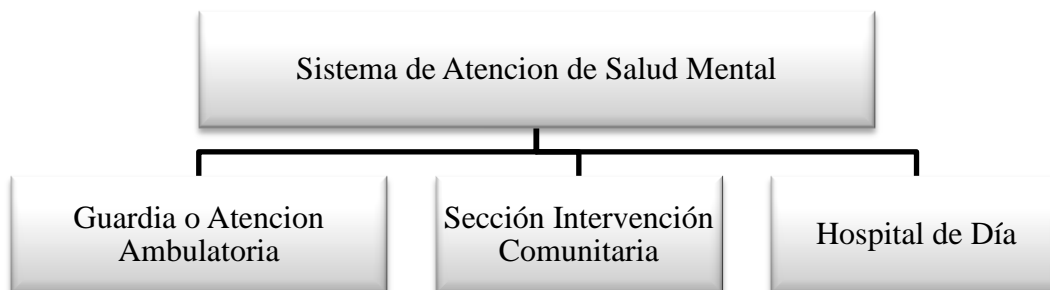 Sistema de Atencion de Salud Mental
Guardia o Atencion
Ambulatoria
Sección Intervención
Comunitaria
Hospital de Día